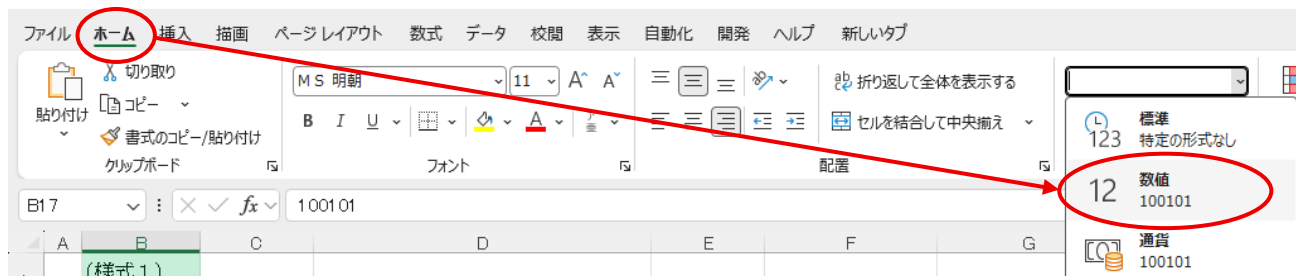 ファイル ホーム 挿入 描画 ページ レイアウト 数式 データ 校閲 表示 自動化 開発 ヘルプ 新しいタブ
切り取り
コピー
書式のコピー/貼り付け
貼り付け
クリップボード
MS 明朝 11 A A
B I U A
フォント
ab 折り返して全体を表示する
セルを結合して中央揃え
配置
123 標準
特定の形式なし
12 数値
100101
通貨
100101
B17 fx 100101
A B C D E F G
(様式1)